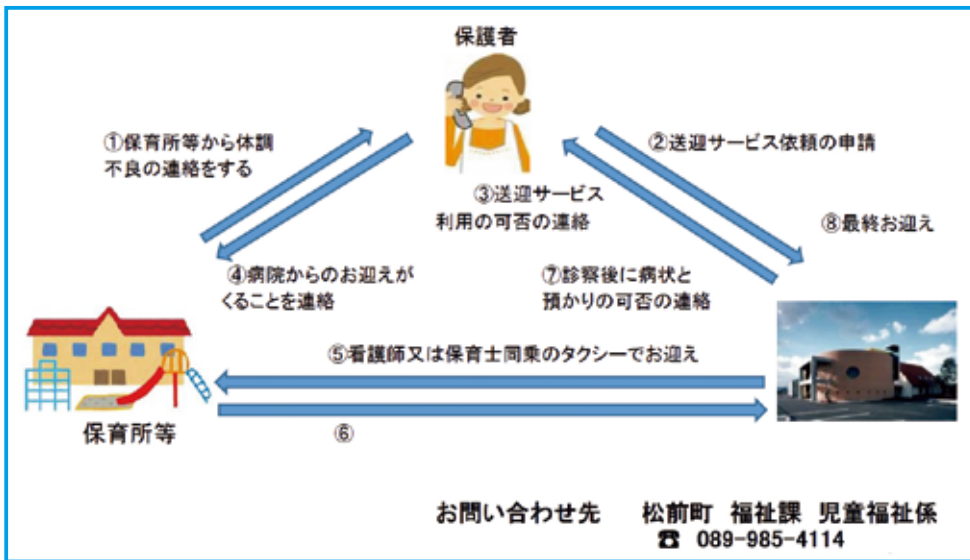 保護者
①保育所等から体調
不良の連絡をする
②送迎サービス依頼の申請
③送迎サービス
利用の可否の連絡
⑧最終お迎え
④病院からのお迎えが
くることを連絡
⑦診察後に病状と
預かりの可否の連絡
⑤看護師又は保育士同乗のタクシーでお迎え
保育所等
⑥
お問い合わせ先 松前町 福祉課 児童福祉係
☎ 089-985-4114